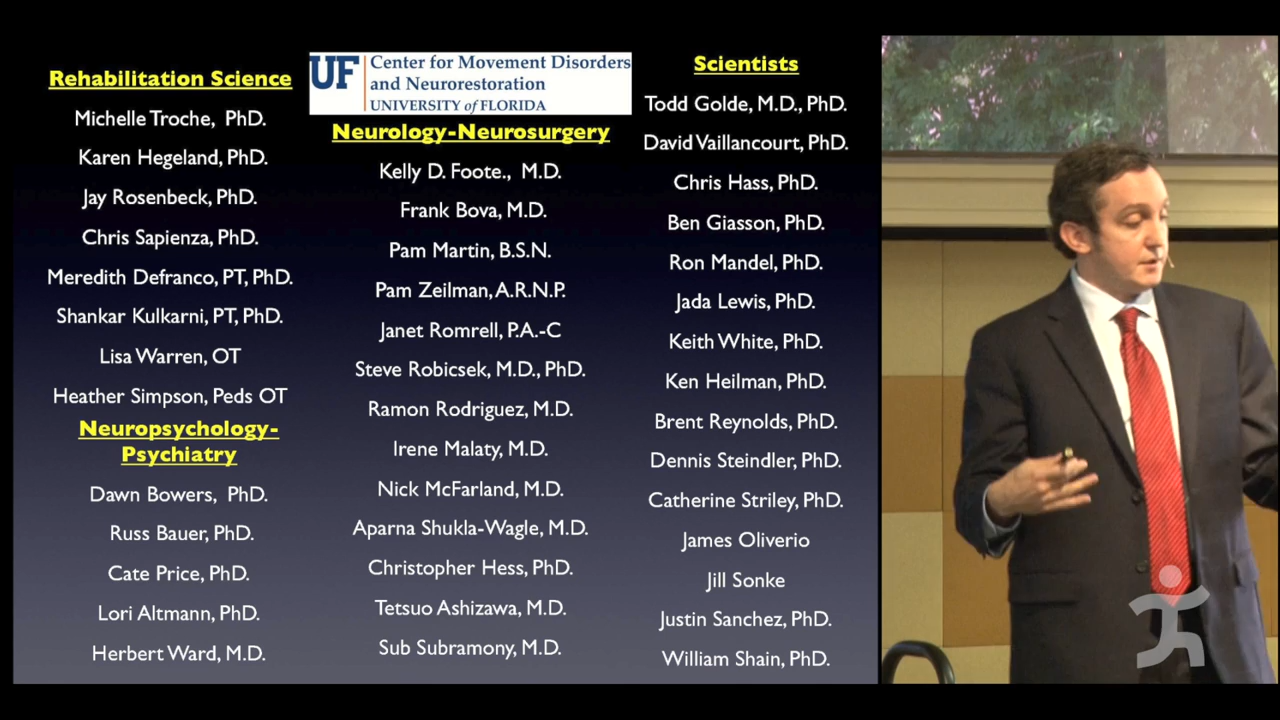 Rehabilitation Science
Michelle Troche, PhD.
Karen Hegeland, PhD.
Jay Rosenbeck, PhD.
Chris Sapienza, PhD.
Meredith Defranco, PT, PhD.
Shankar Kulkarni, PT, PhD.
Lisa Warren, OT
Heather Simpson, Peds OT
Neuropsychology-
Psychiatry
Dawn Bowers, PhD.
Russ Bauer, PhD.
Cate Price, PhD.
Lori Altmann, PhD.
Herbert Ward, M.D.
UF
Center for Movement Disorders
and Neurorestoration
UNIVERSITY of FLORIDA
Neurology-Neurosurgery
Kelly D. Foote., M.D.
Frank Bova, M.D.
Pam Martin, B.S.N.
Pam Zeilman, A.R.N.P.
Janet Romrell, P.A.-C
Steve Robicsek, M.D., PhD.
Ramon Rodriguez, M.D.
Irene Malaty, M.D.
Nick McFarland, M.D.
Aparna Shukla-Wagle, M.D.
Christopher Hess, PhD.
Tetsuo Ashizawa, M.D.
Sub Subramony, M.D.
Scientists
Todd Golde, M.D., PhD.
David Vaillancourt, PhD.
Chris Hass, PhD.
Ben Giasson, PhD.
Ron Mandel, PhD.
Jada Lewis, PhD.
Keith White, PhD.
Ken Heilman, PhD.
Brent Reynolds, PhD.
Dennis Steindler, PhD.
Catherine Striley, PhD.
James Oliverio
Jill Sonke
Justin Sanchez, PhD.
William Shain, PhD.